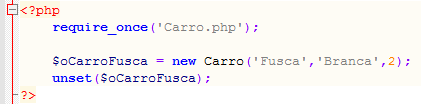 <?php
require_once('Carro.php');
$oCarroFusca = new Carro('Fusca','Branca',2);
unset($oCarroFusca);
?>